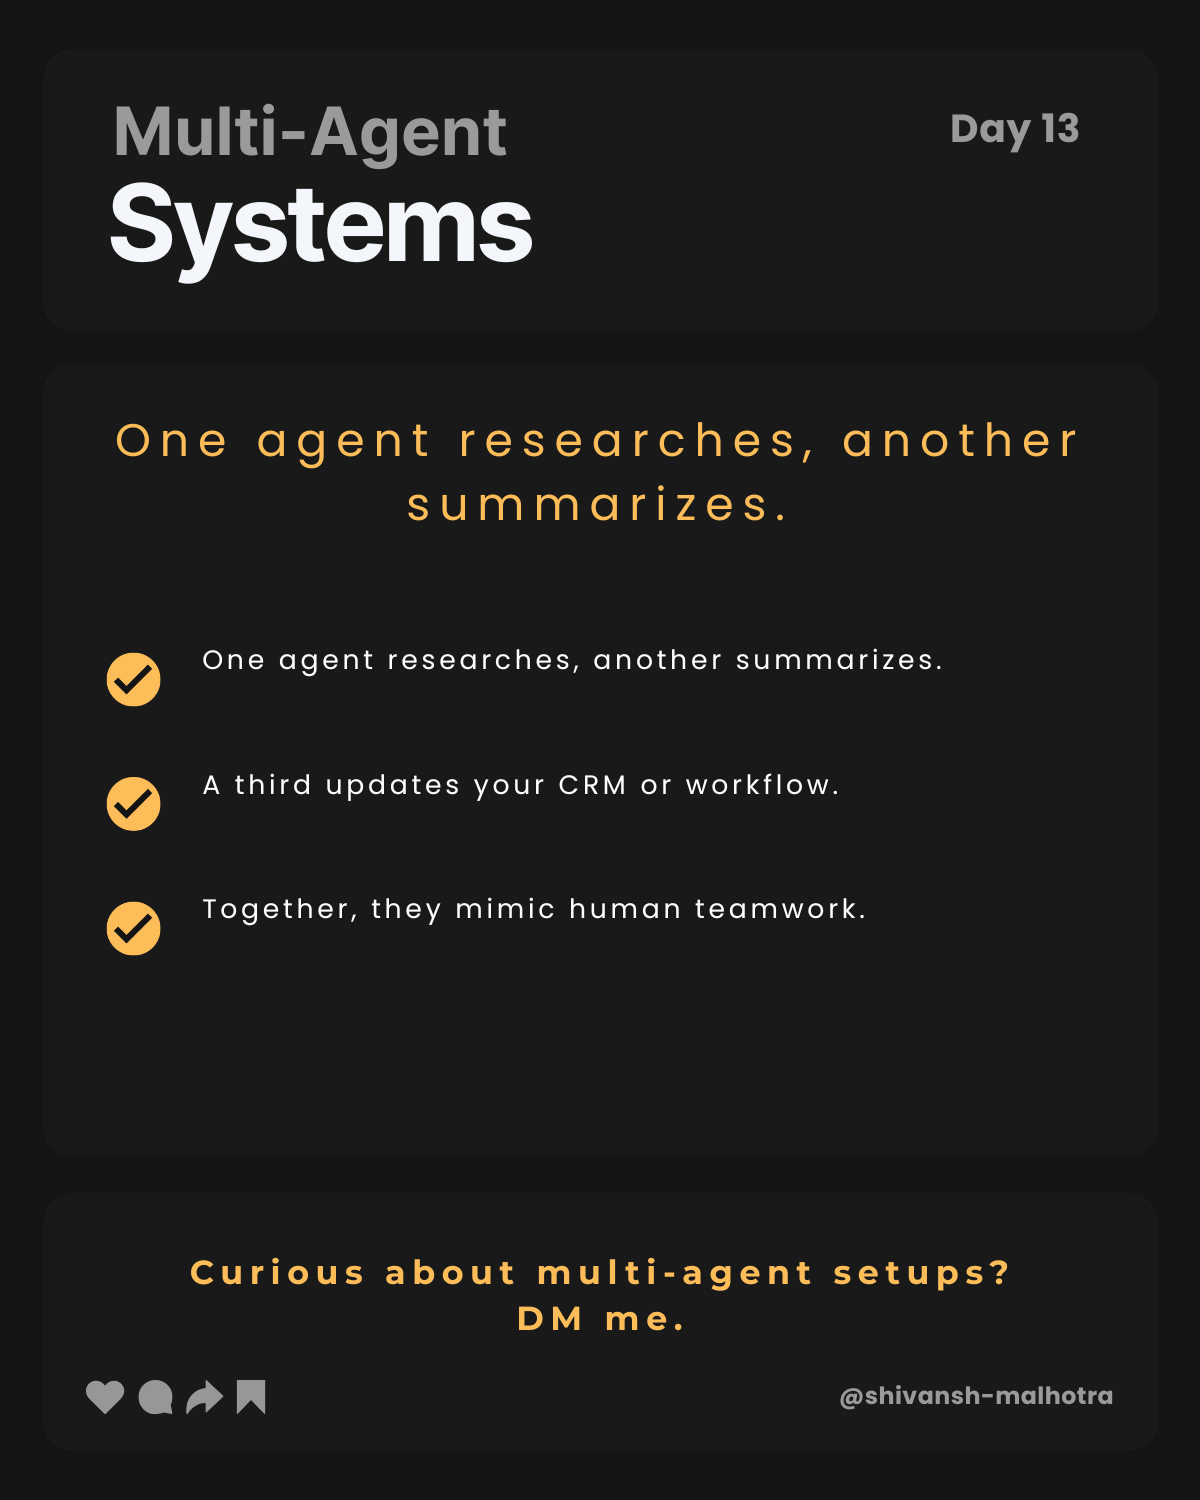 Multi-Agent
Day 13
Systems
One agent researches, another
summarizes.
One agent researches, another summarizes.
A third updates your CRM or workflow.
Together, they mimic human teamwork.
Curious about multi-agent setups?
DM me.
@shivansh-malhotra